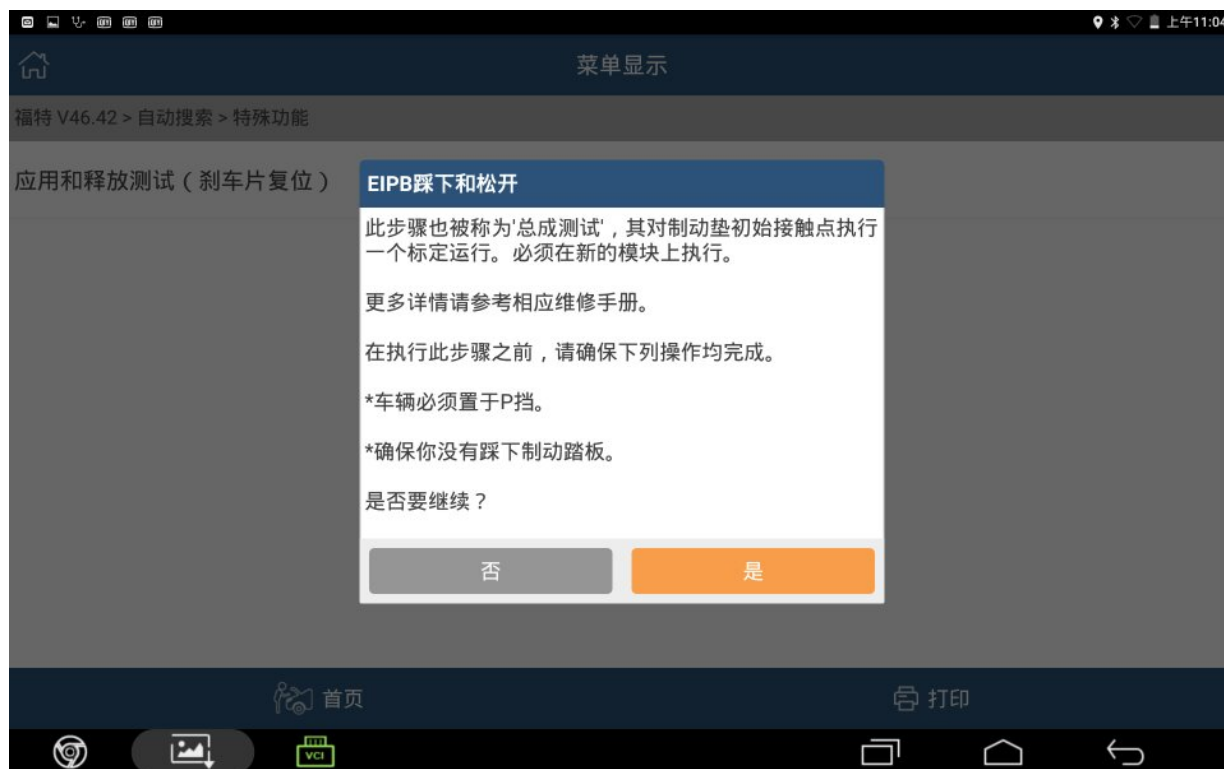 上午11:04
菜单显示
福特 V46.42 > 自动搜索 > 特殊功能
应用和释放测试（刹车片复位）
EIPB踩下和松开
此步骤也被称为'总成测试'，其对制动垫初始接触点执行
一个标定运行。必须在新的模块上执行。
更多详情请参考相应维修手册。
在执行此步骤之前，请确保下列操作均完成。
*车辆必须置于P挡。
*确保你没有踩下制动踏板。
是否要继续？
否 是
首页 打印
VCI